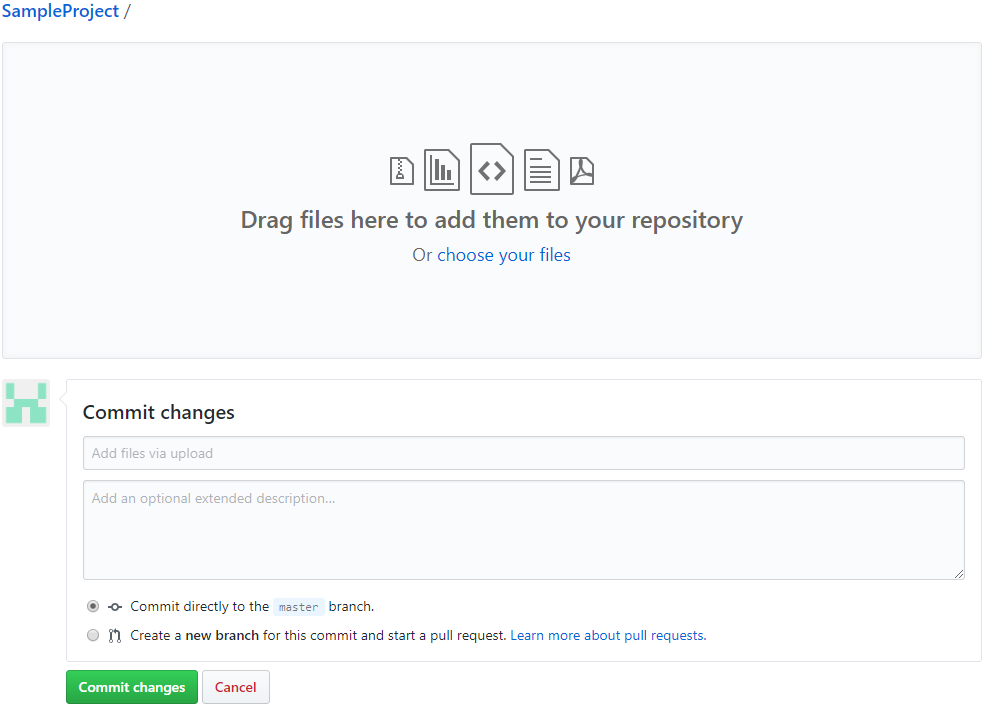 SampleProject /
Drag files here to add them to your repository
Or choose your files
Commit changes
Add files via upload
Add an optional extended description...
Commit directly to the master branch.
Create a new branch for this commit and start a pull request. Learn more about pull requests.
Commit changes Cancel